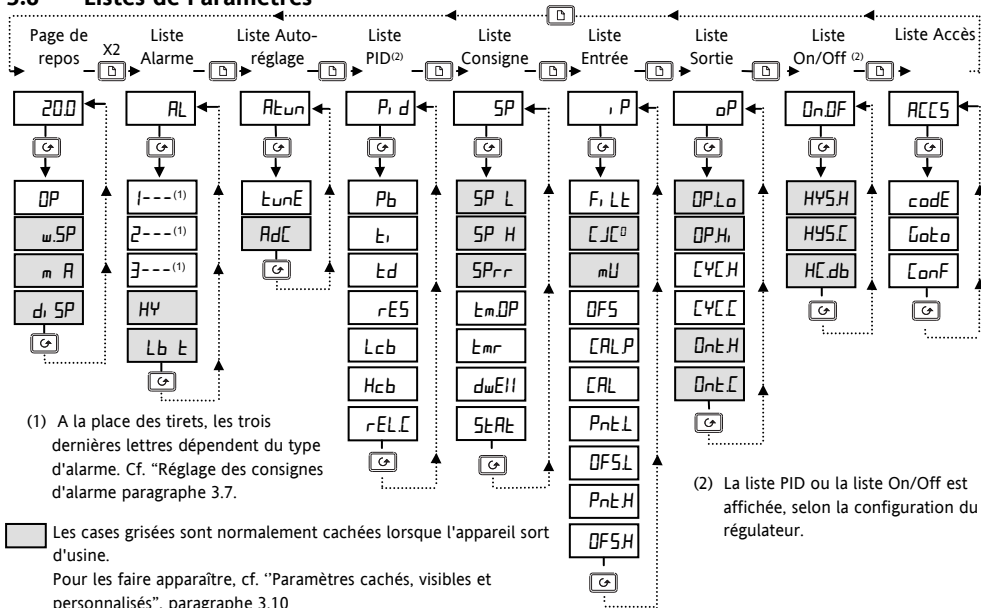 3.8 Listes de Paramètres
Page de repos
X2
Liste Alarme
Liste Auto-réglage
Liste PID(2)
Liste Consigne
Liste Entrée
Liste Sortie
Liste On/Off (2)
Liste Accès
20.0
OP
w.SP
m A
di SP
AL
1---(1)
2---(1)
3---(1)
HY
Lb t
Atun
tunE
AdC
Pi d
Pb
ti
td
rES
Lcb
Hcb
rEL.C
SP
SP L
SP H
SPrr
tm.OP
tmr
dwEll
StAt
i P
Fi Lt
CJC0
mU
OFS
CAL.P
CAL
Pnt.L
OFS.L
Pnt.H
OFS.H
oP
OP.Lo
OP.Hi
CYC.H
CYC.C
Ont.H
Ont.C
On.OF
HYS.H
HYS.C
HC.db
ACCS
codE
Goto
ConF
(1) A la place des tirets, les trois
dernières lettres dépendent du type
d'alarme. Cf. “Réglage des consignes
d'alarme paragraphe 3.7.
Les cases grisées sont normalement cachées lorsque l'appareil sort
d'usine.
Pour les faire apparaître, cf. ‘’Paramètres cachés, visibles et
personnalisés", paragraphe 3.10
(2) La liste PID ou la liste On/Off est
affichée, selon la configuration du
régulateur.